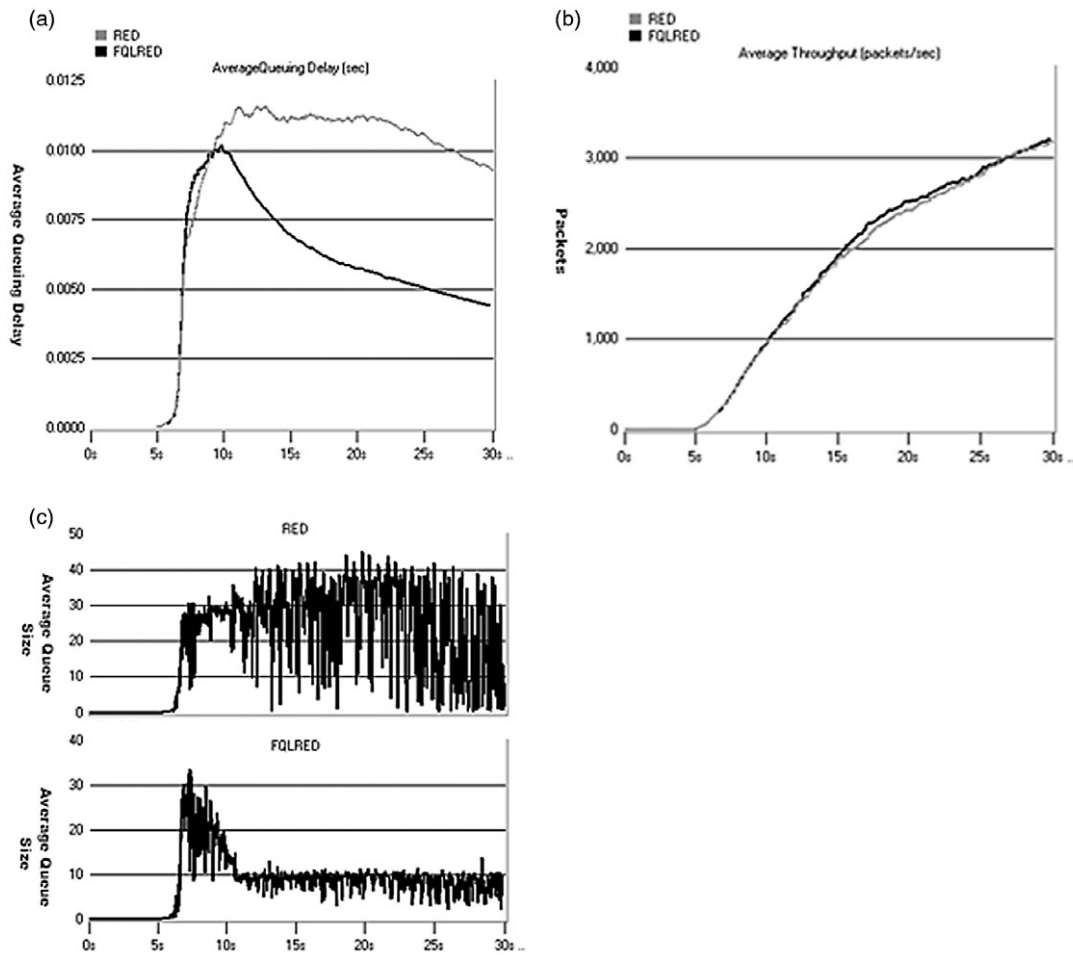 (a)
RED
FQLRED
AverageQueuing Delay (sec)
Average Queuing Delay
0.0125
0.0100
0.0075
0.0050
0.0025
0.0000
0s 5s 10s 15s 20s 25s 30s ..
(b)
RED
FQLRED
Average Throughput (packets/sec)
Packets
4,000
3,000
2,000
1,000
0
0s 5s 10s 15s 20s 25s 30s ..
(c)
RED
Average Queue
Size
50
40
30
20
10
0
FQLRED
Average Queue
Size
40
30
20
10
0
0s 5s 10s 15s 20s 25s 30s ..